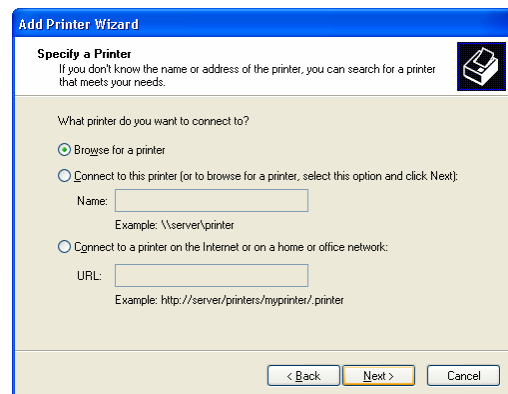 Add Printer Wizard
Specify a Printer
If you don't know the name or address of the printer, you can search for a printer
that meets your needs.
What printer do you want to connect to?
Browse for a printer
Connect to this printer (or to browse for a printer, select this option and click Next):
Name:
Example: \\server\printer
Connect to a printer on the Internet or on a home or office network:
URL:
Example: http://server/printers/myprinter/.printer
< Back
Next >
Cancel